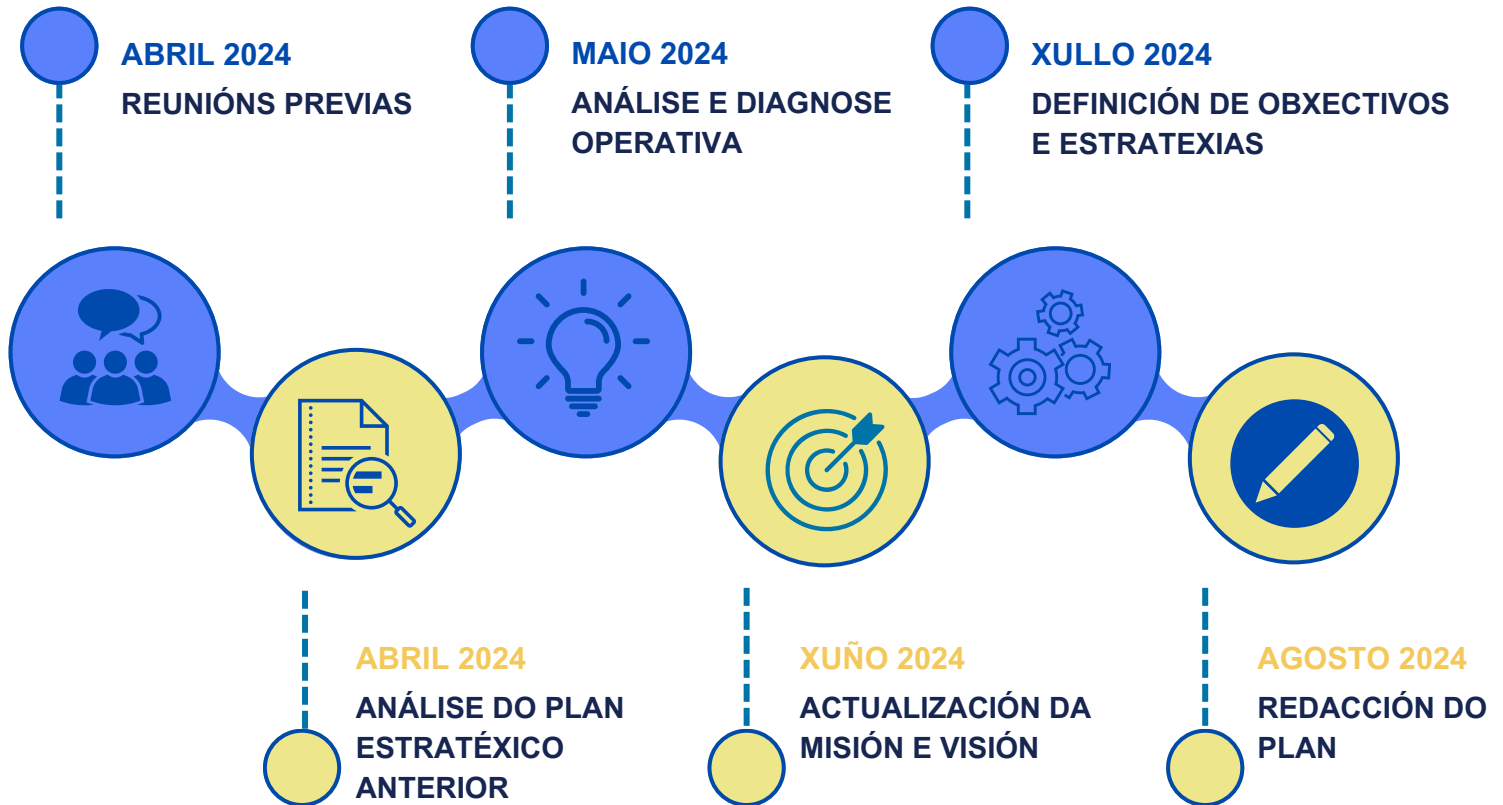 ABRIL 2024
REUNIÓNS PREVIAS
MAIO 2024
ANÁLISE E DIAGNOSE
OPERATIVA
XULLO 2024
DEFINICIÓN DE OBXECTIVOS
E ESTRATEXIAS
ABRIL 2024
ANÁLISE DO PLAN
ESTRATÉXICO
ANTERIOR
XUÑO 2024
ACTUALIZACIÓN DA
MISIÓN E VISIÓN
AGOSTO 2024
REDACCIÓN DO
PLAN